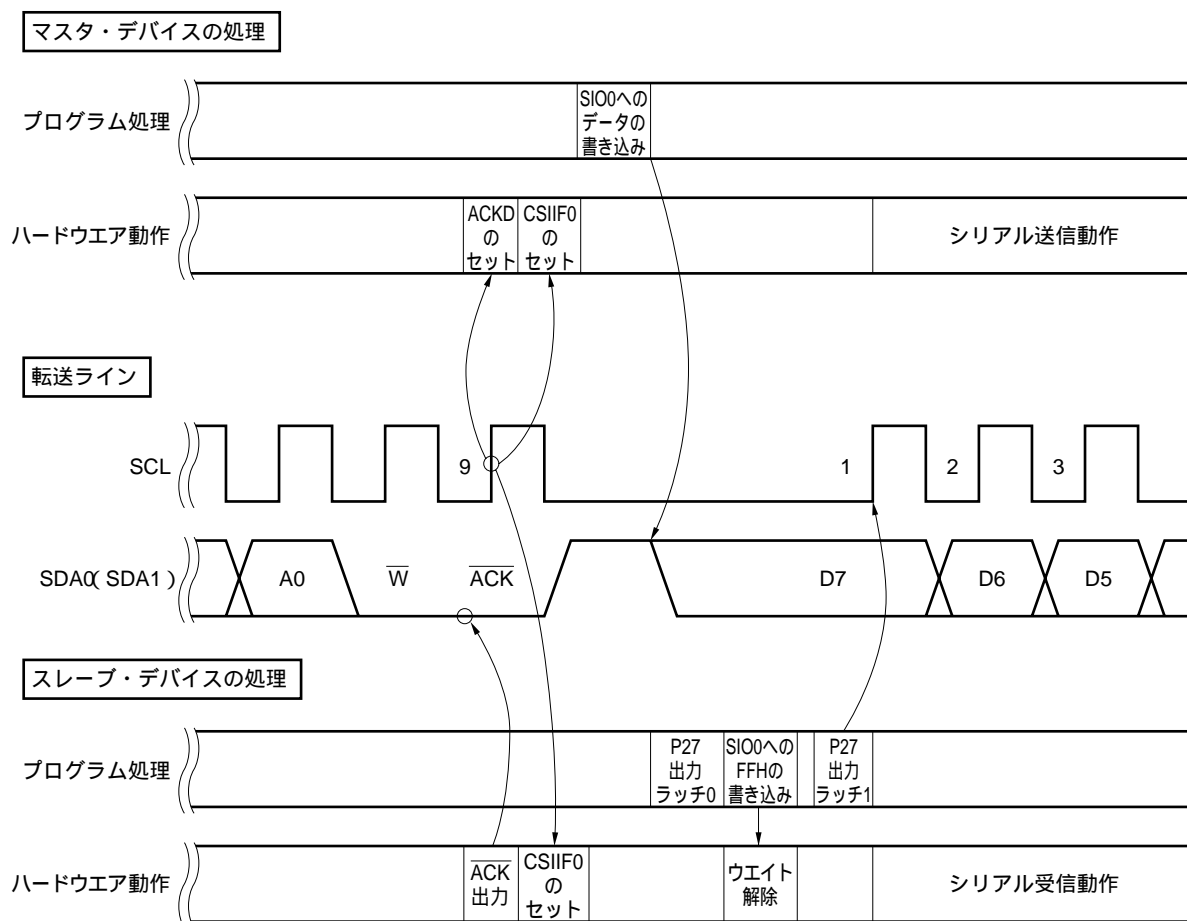 マスタ・デバイスの処理
プログラム処理
SIO0への
データの
書き込み
ハードウエア動作
ACKD
の
セット
CSIIF0
の
セット
シリアル送信動作
転送ライン
SCL
9
1
2
3
SDA0(SDA1)
A0
W
ACK
D7
D6
D5
スレーブ・デバイスの処理
プログラム処理
P27
出力
ラッチ0
SIO0への
FFHの
書き込み
P27
出力
ラッチ1
ハードウエア動作
ACK
出力
CSIIF0
の
セット
ウエイト
解除
シリアル受信動作